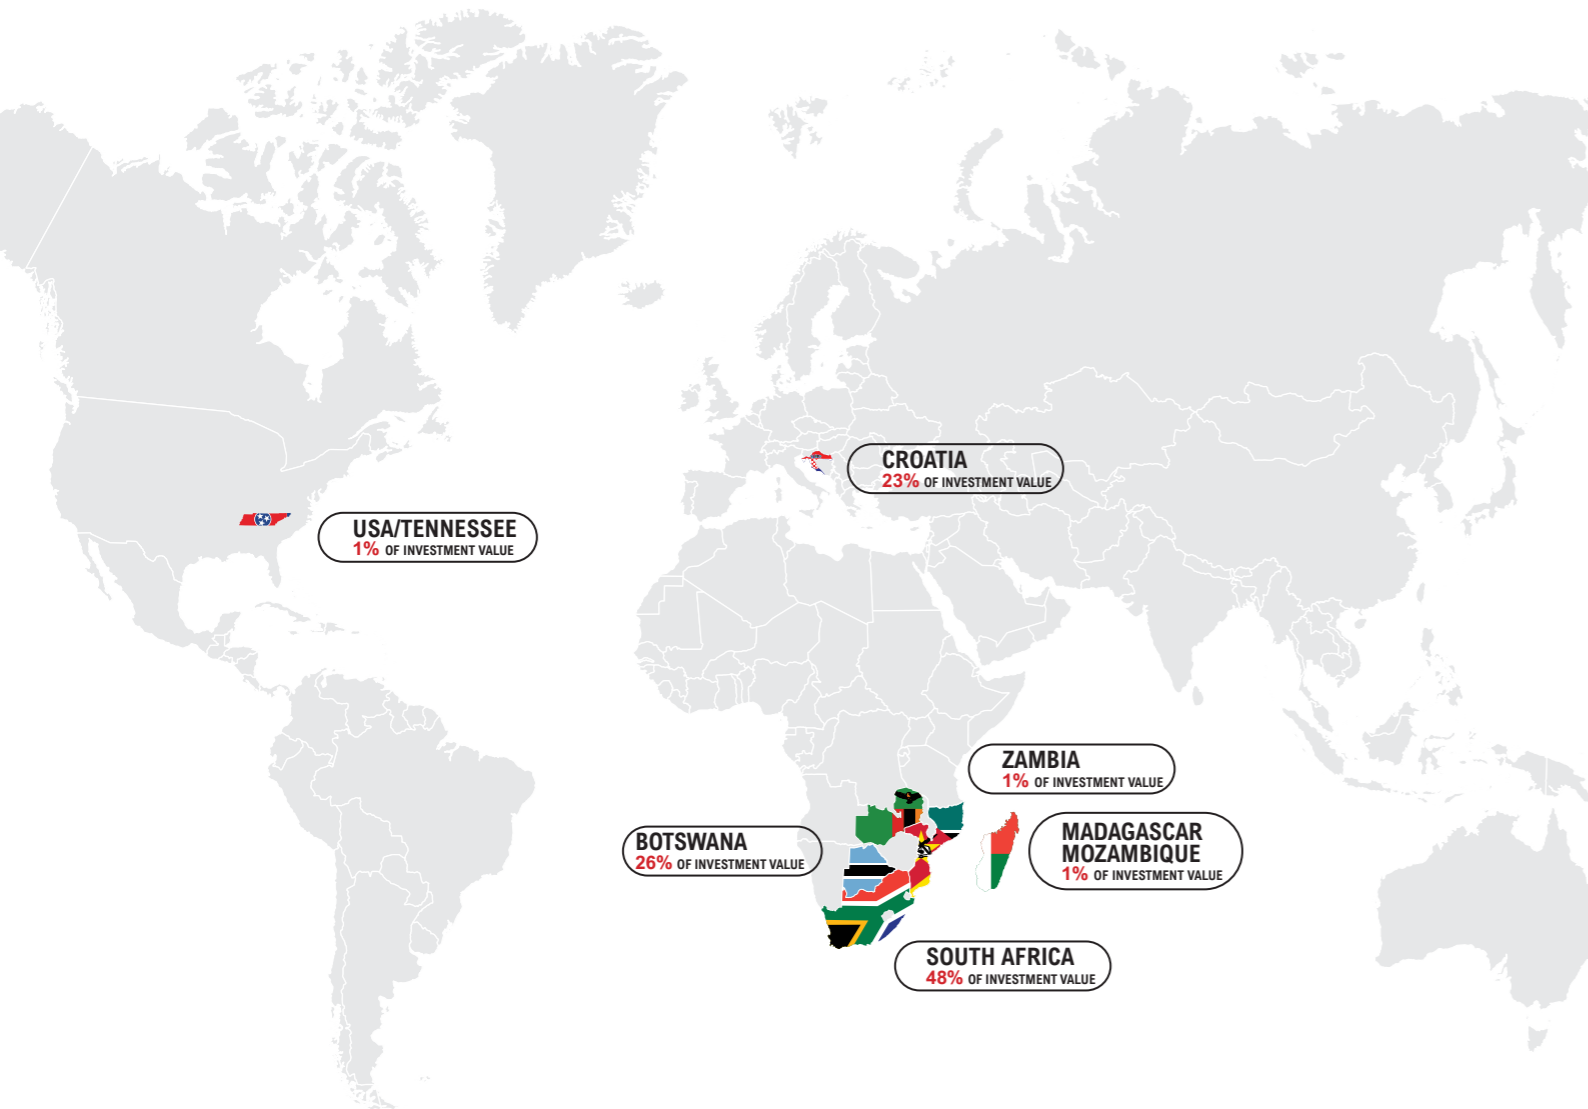 CROATIA
23% OF INVESTMENT VALUE
USA/TENNESSEE
1% OF INVESTMENT VALUE
ZAMBIA
1% OF INVESTMENT VALUE
BOTSWANA
26% OF INVESTMENT VALUE
MADAGASCAR
MOZAMBIQUE
1% OF INVESTMENT VALUE
SOUTH AFRICA
48% OF INVESTMENT VALUE